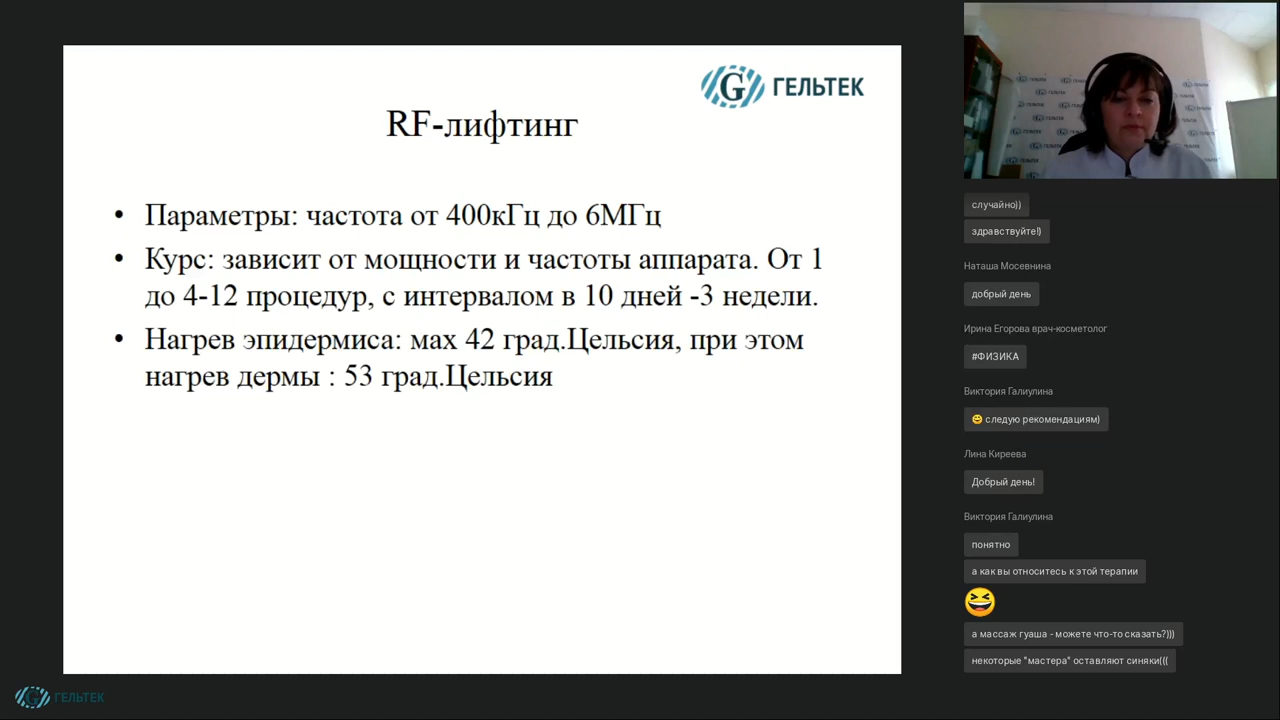 ГЕЛЬТЕК
RF-лифтинг
• Параметры: частота от 400кГц до 6МГц
• Курс: зависит от мощности и частоты аппарата. От 1
до 4-12 процедур, с интервалом в 10 дней -3 недели.
• Нагрев эпидермиса: мах 42 град.Цельсия, при этом
нагрев дермы : 53 град.Цельсия
ГЕЛЬТЕК
случайно))
здравствуйте!)
Наташа Мосевнина
добрый день
Ирина Егорова врач-косметолог
#ФИЗИКА
Виктория Галиулина
😄 следую рекомендациям)
Лина Киреева
Добрый день!
Виктория Галиулина
понятно
а как вы относитесь к этой терапии
😆
а массаж гуаша - можете что-то сказать?)))
некоторые "мастера" оставляют синяки(((